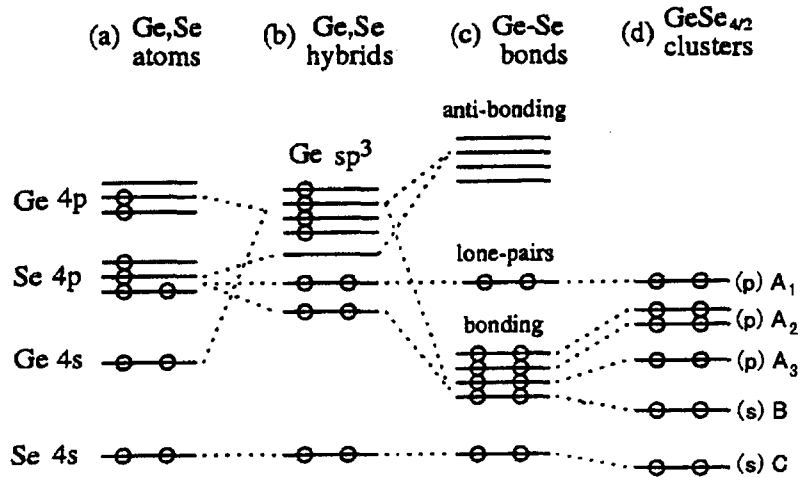 (a) Ge,Se atoms
(b) Ge,Se hybrids
(c) Ge-Se bonds
(d) GeSe4/2 clusters
anti-bonding
Ge sp3
Ge 4p
Se 4p
lone-pairs
(p) A1
bonding
(p) A2
Ge 4s
(p) A3
(s) B
Se 4s
(s) C